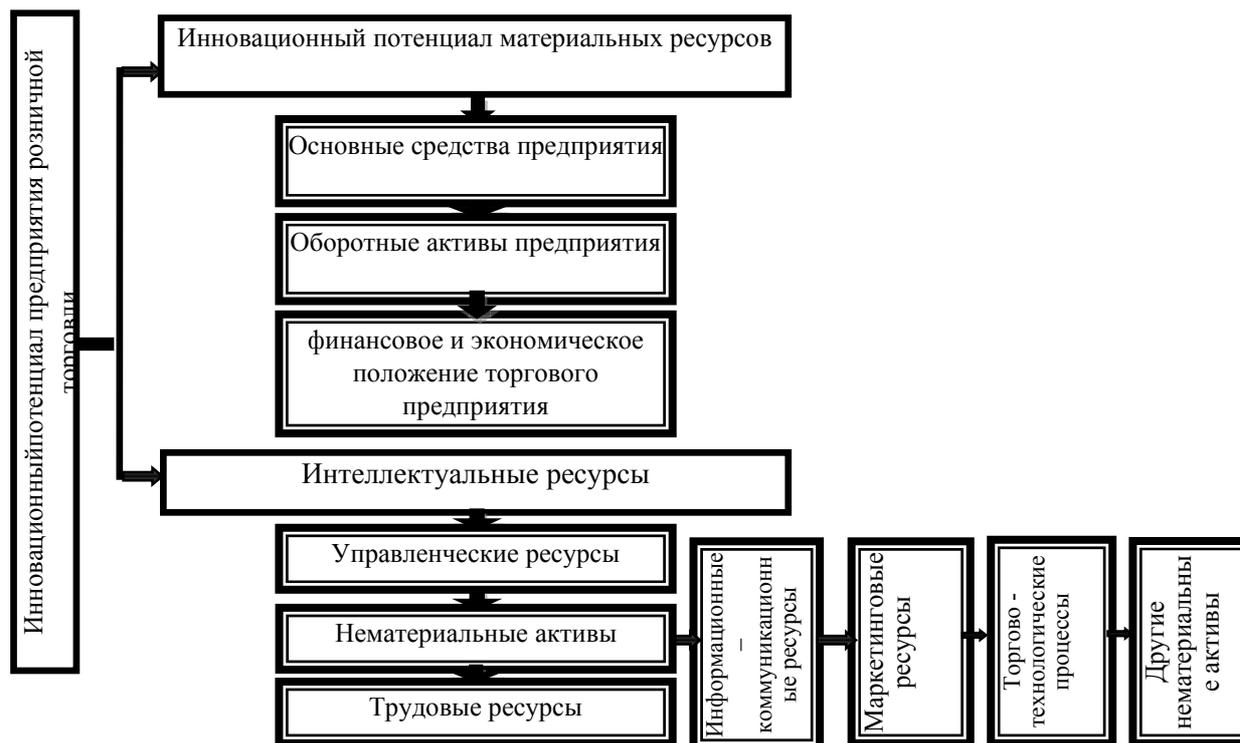 Инновационныйпотенциал предприятия розничной
торговли
Инновационный потенциал материальных ресурсов
Основные средства предприятия
Оборотные активы предприятия
финансовое и экономическое
положение торгового
предприятия
Интеллектуальные ресурсы
Управленческие ресурсы
Нематериальные активы
Трудовые ресурсы
Информационные
–
коммуникационн
ые ресурсы
Маркетинговые
ресурсы
Торгово -
технологические
процессы
Другие
нематериальны
е активы